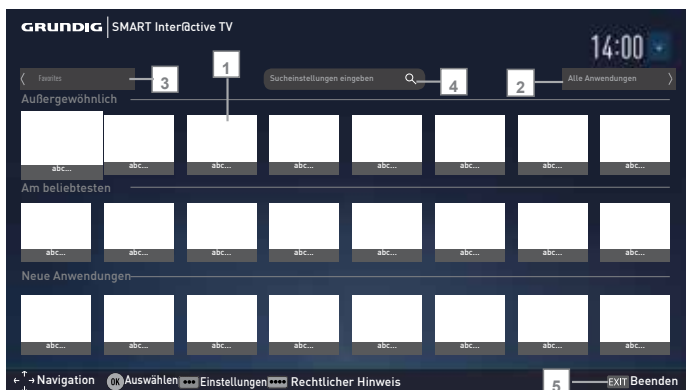 GRUNDIG SMART Inter@ctive TV
14:00
Favorites 3 1 Sucheinstellungen eingeben 4 2 Alle Anwendungen
Außergewöhnlich
abc... abc... abc... abc... abc... abc... abc... abc...
Am beliebtesten
abc... abc... abc... abc... abc... abc... abc... abc...
Neue Anwendungen
abc... abc... abc... abc... abc... abc... abc... abc...
Navigation OK Auswählen Einstellungen Rechtlicher Hinweis 5 EXIT Beenden